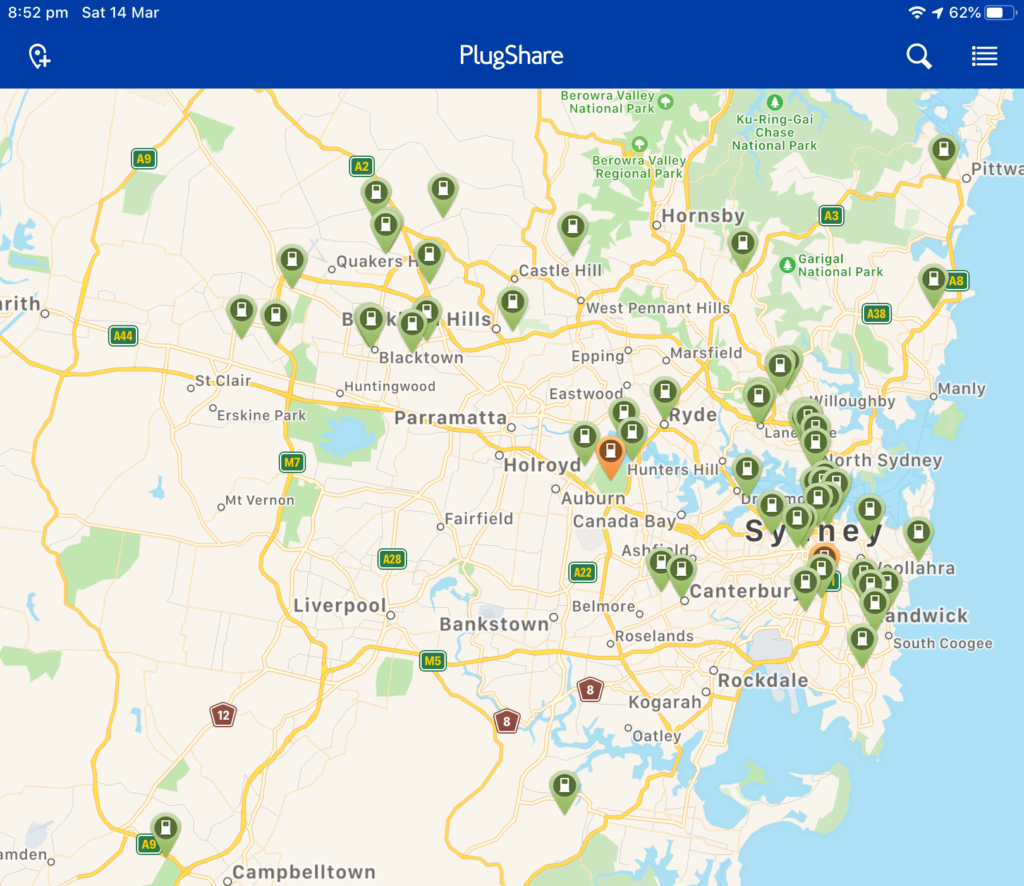 8:52 pm Sat 14 Mar
62%
PlugShare
Berowra Valley
National Park
Ku-Ring-Gai
Chase
National Park
A9
A2
Berowra Valley
Regional Park
Pittwa
Hornsby
A3
Quakers H
Castle Hill
Garigal
National Park
A8
rith
West Pennant Hills
A38
Hills
A44
Blacktown
Epping
Marsfield
St Clair
Huntingwood
Eastwood
Manly
Erskine Park
Willoughby
Parramatta
Ryde
Lane
M7
Holroyd
Hunters Hill
North Sydney
Mt Vernon
Auburn
Fairfield
Canada Bay
Sydney
A28
A22
Ashfield
Woollahra
Canterbury
1
Liverpool
Belmore
Bankstown
andwick
Roselands
South Coogee
M5
Rockdale
8
Kogarah
12
8
Oatley
A9
amden
Campbelltown